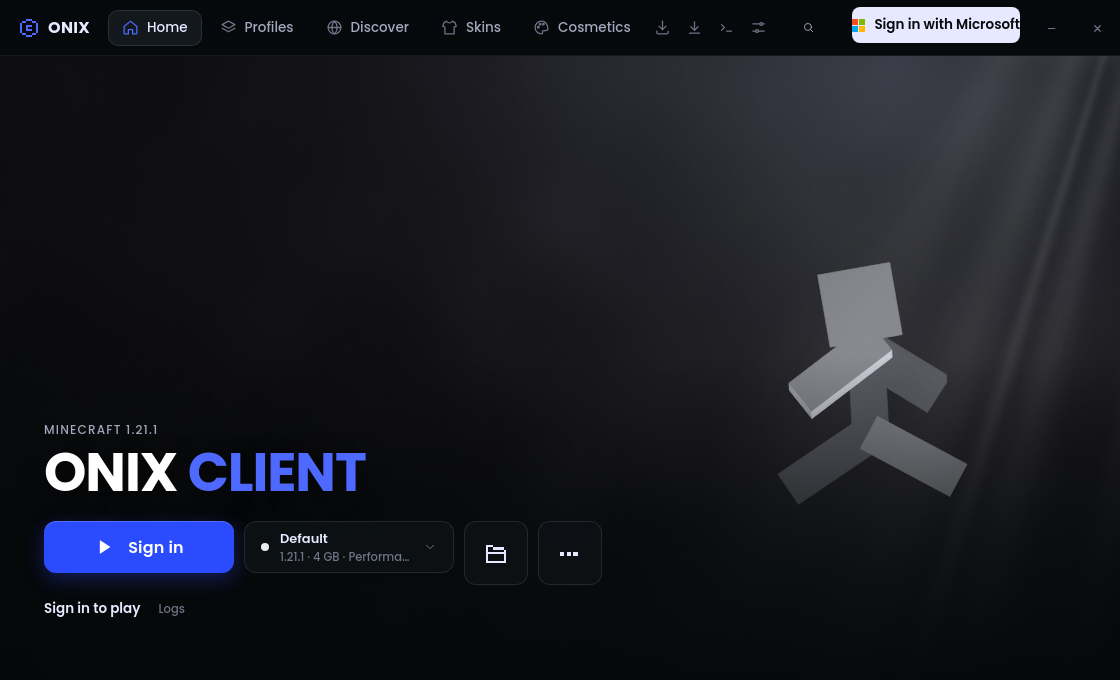 ONIX
Home
Profiles
Discover
Skins
Cosmetics
Sign in with Microsoft
MINECRAFT 1.21.1
ONIX CLIENT
Sign in
Default
1.21.1 · 4 GB · Performa...
Sign in to play
Logs